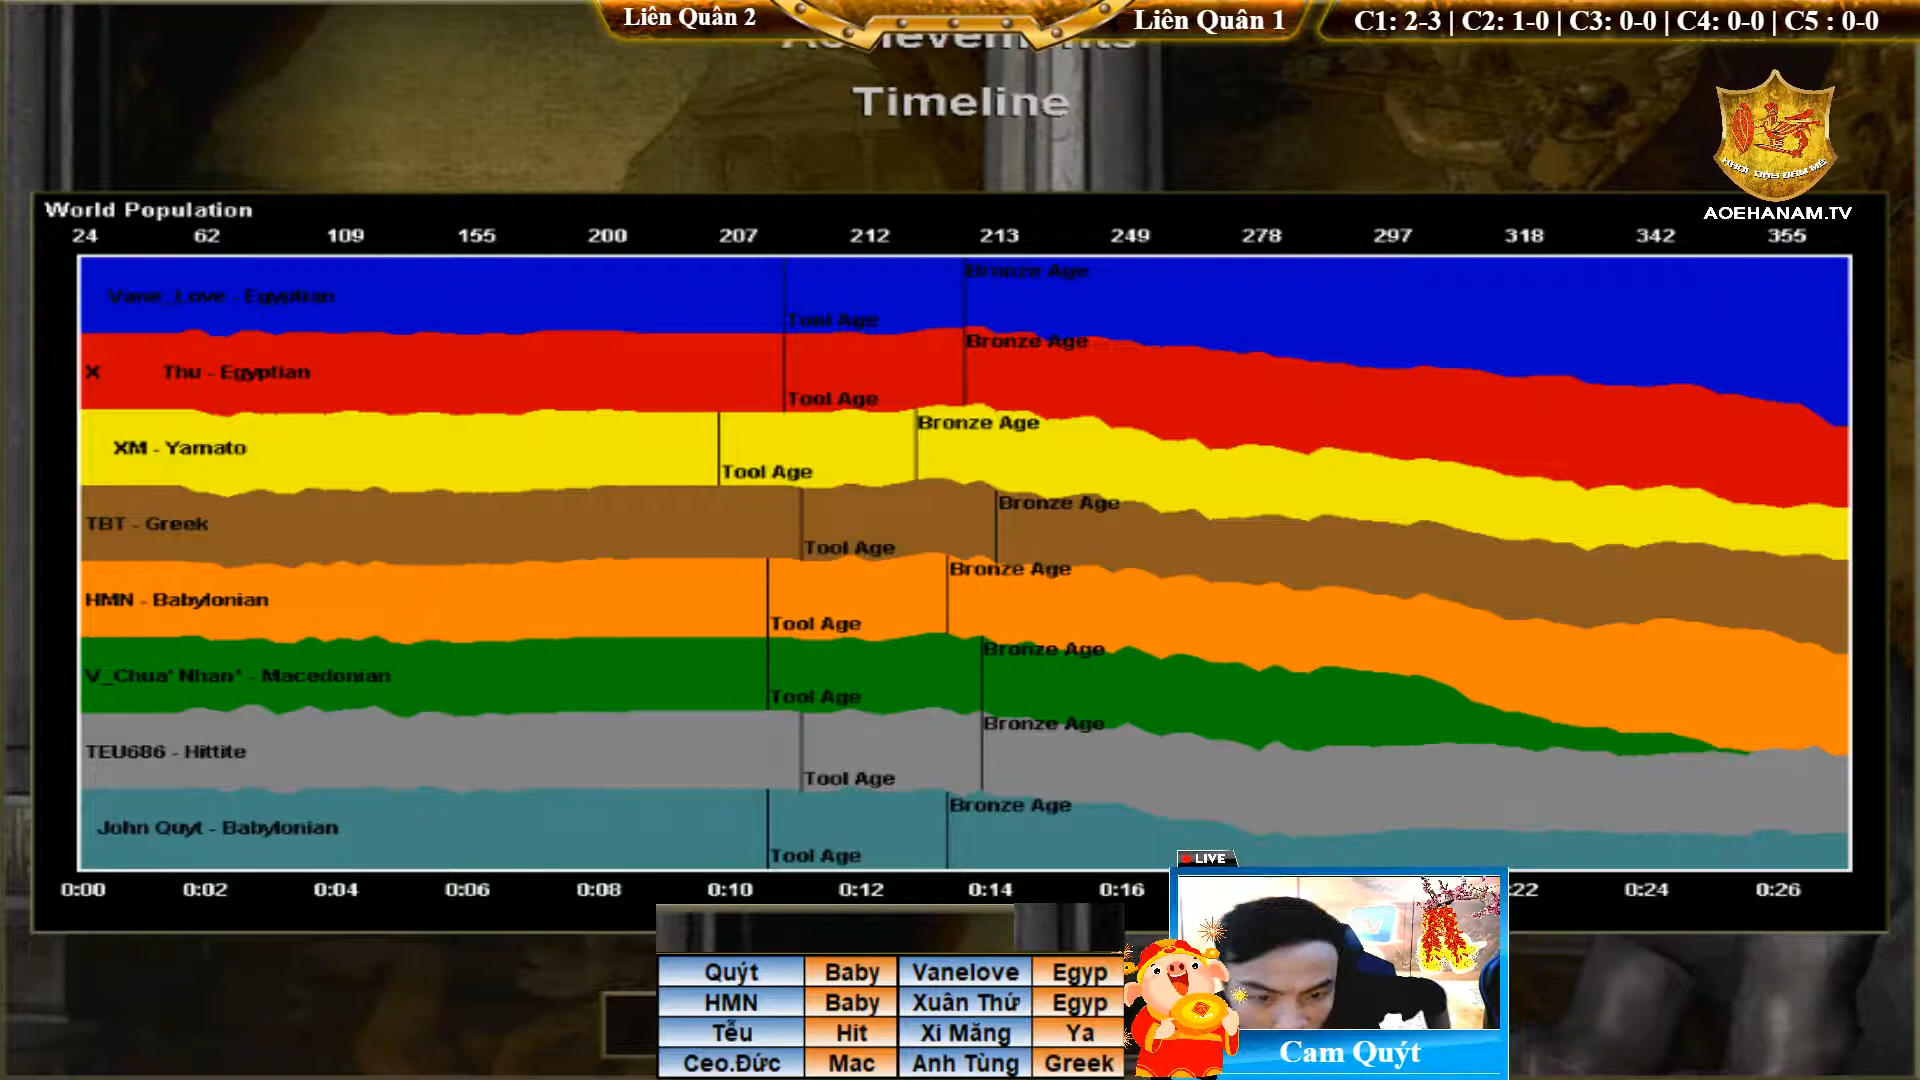 Liên Quân 2
Liên Quân 1
C1: 2-3 | C2: 1-0 | C3: 0-0 | C4: 0-0 | C5 : 0-0
Achievements
Timeline
AOEHANAM.TV
World Population
24 62 109 155 200 207 212 213 249 278 297 318 342 355
Bronze Age
Vane_Love - Egyptian
Tool Age
Bronze Age
X Thu - Egyptian
Tool Age
Bronze Age
XM - Yamato
Tool Age
Bronze Age
TBT - Greek
Tool Age
Bronze Age
HMN - Babylonian
Tool Age
Bronze Age
V_Chua' Nhan* - Macedonian
Tool Age
Bronze Age
TEU686 - Hittite
Tool Age
Bronze Age
John Quyt - Babylonian
Tool Age
0:00 0:02 0:04 0:06 0:08 0:10 0:12 0:14 0:16 :22 0:24 0:26
LIVE
Quýt Baby Vanelove Egyp
HMN Baby Xuân Thứ Egyp
Tễu Hit Xi Măng Ya
Ceo.Đức Mac Anh Tùng Greek
Cam Quýt